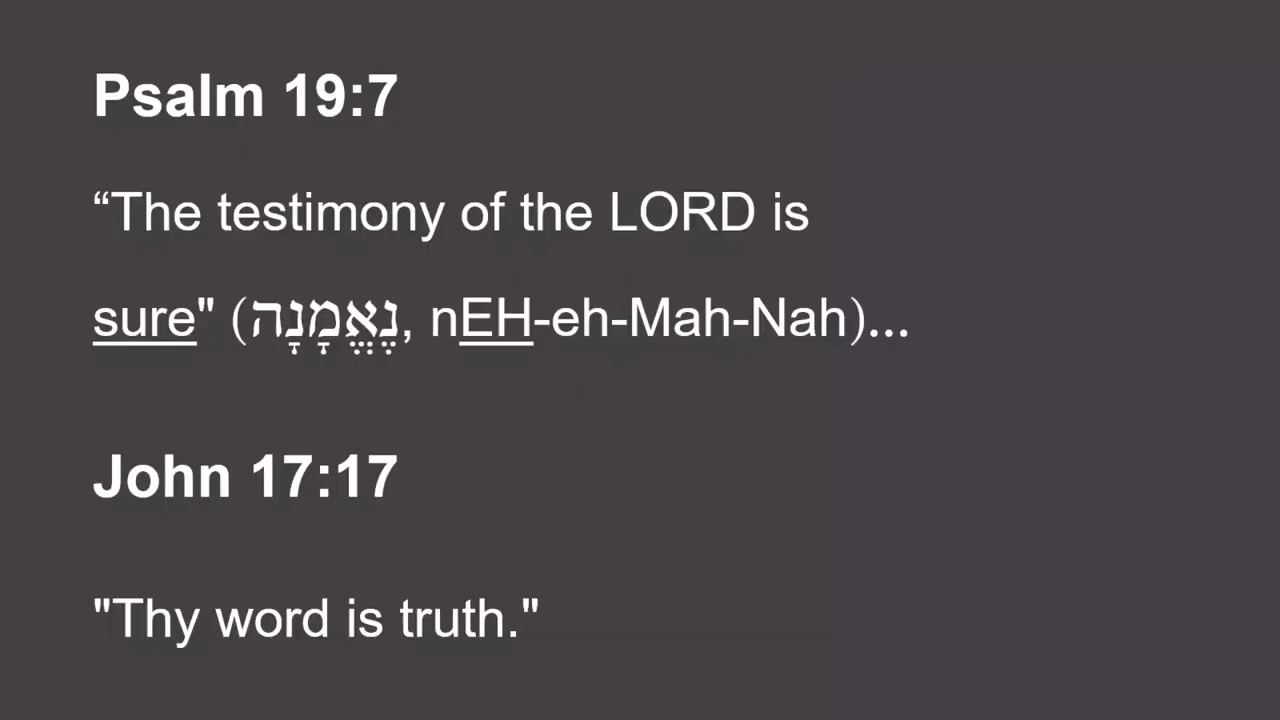 Psalm 19:7
“The testimony of the LORD is
sure" (נֶאֱמָנָה, nEH-eh-Mah-Nah)...
John 17:17
"Thy word is truth."